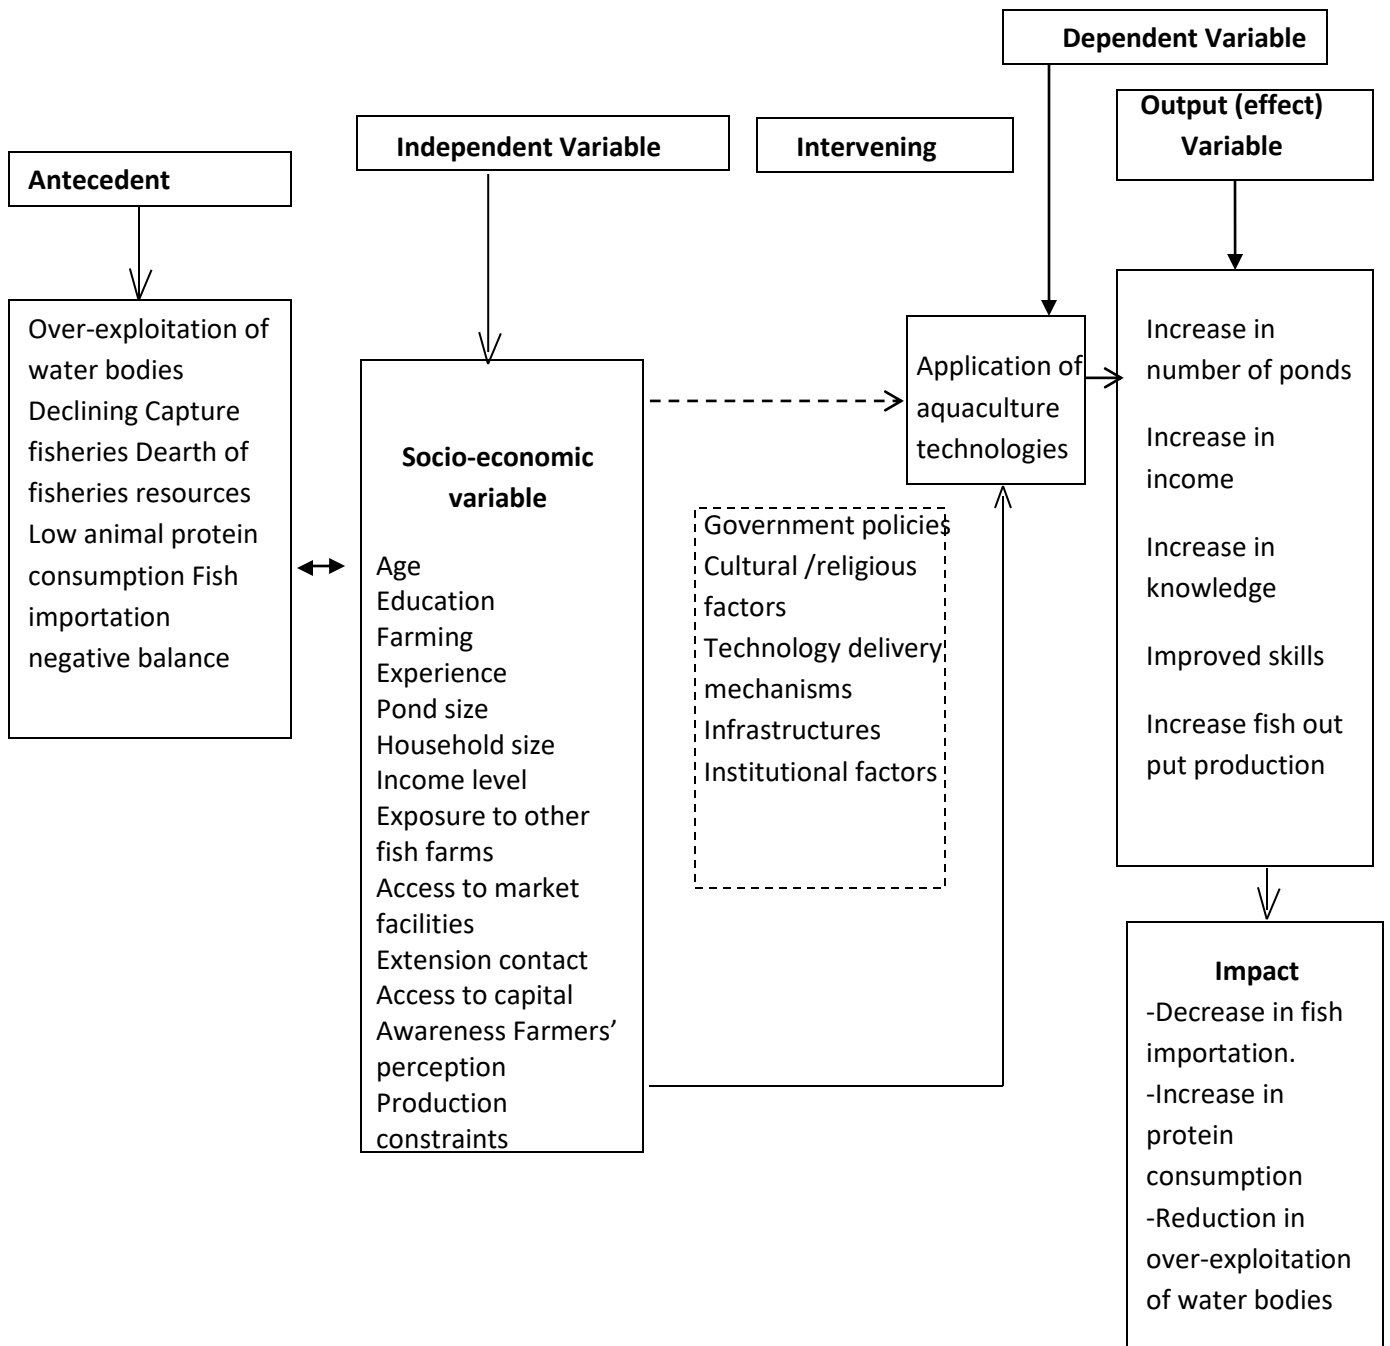 Dependent Variable
Output (effect)
Variable
Independent Variable
Intervening
Antecedent
Over-exploitation of
water bodies
Declining Capture
fisheries Dearth of
fisheries resources
Low animal protein
consumption Fish
importation
negative balance
Socio-economic
variable
Age
Education
Farming
Experience
Pond size
Household size
Income level
Exposure to other
fish farms
Access to market
facilities
Extension contact
Access to capital
Awareness Farmers’
perception
Production
constraints
Government policies
Cultural /religious
factors
Technology delivery
mechanisms
Infrastructures
Institutional factors
Application of
aquaculture
technologies
Increase in
number of ponds
Increase in
income
Increase in
knowledge
Improved skills
Increase fish out
put production
Impact
-Decrease in fish
importation.
-Increase in
protein
consumption
-Reduction in
over-exploitation
of water bodies